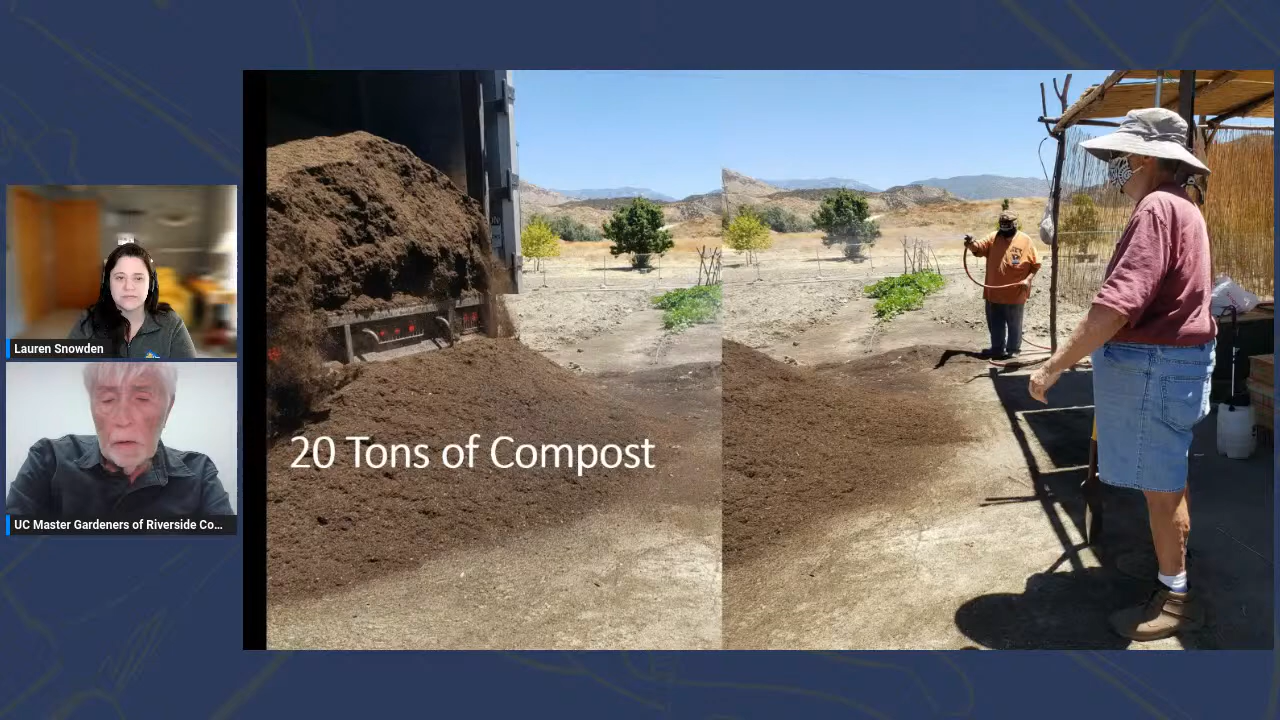 Lauren Snowden
UC Master Gardeners of Riverside Co...
20 Tons of Compost